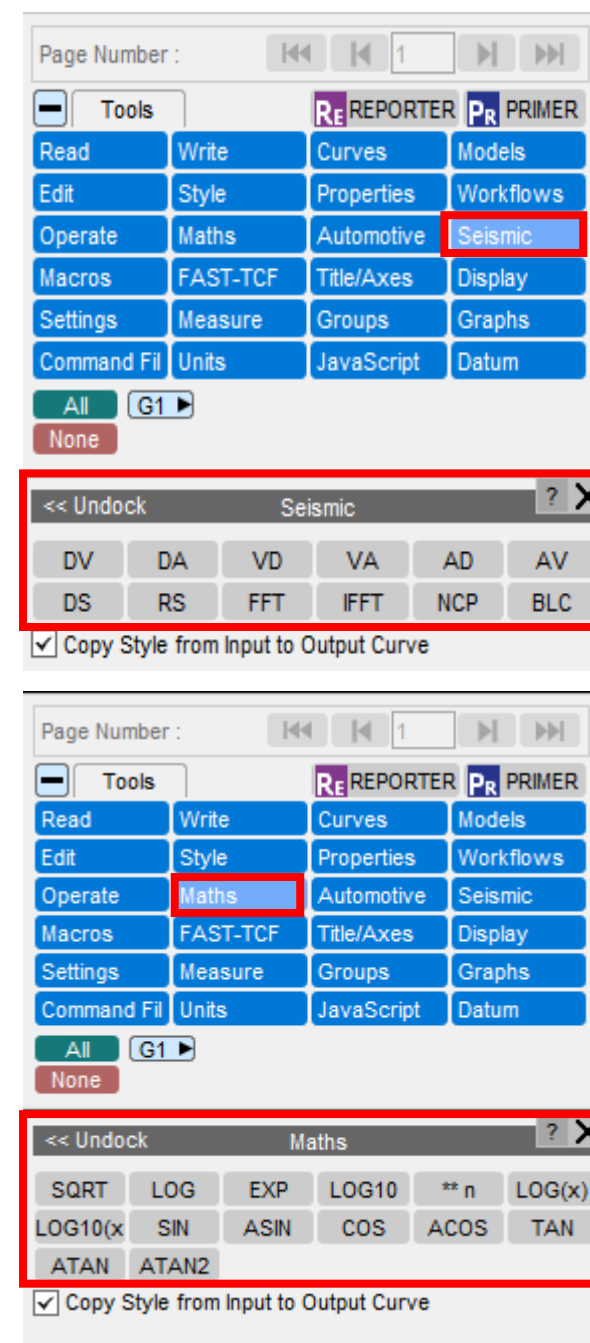 Page Number : 1
Tools RE REPORTER PR PRIMER
Read Write Curves Models
Edit Style Properties Workflows
Operate Maths Automotive Seismic
Macros FAST-TCF Title/Axes Display
Settings Measure Groups Graphs
Command Fil Units JavaScript Datum
All G1
None
<< Undock Seismic ? X
DV DA VD VA AD AV
DS RS FFT IFFT NCP BLC
Copy Style from Input to Output Curve
Page Number : 1
Tools RE REPORTER PR PRIMER
Read Write Curves Models
Edit Style Properties Workflows
Operate Maths Automotive Seismic
Macros FAST-TCF Title/Axes Display
Settings Measure Groups Graphs
Command Fil Units JavaScript Datum
All G1
None
<< Undock Maths ? X
SQRT LOG EXP LOG10 ** n LOG(x)
LOG10(x SIN ASIN COS ACOS TAN
ATAN ATAN2
Copy Style from Input to Output Curve